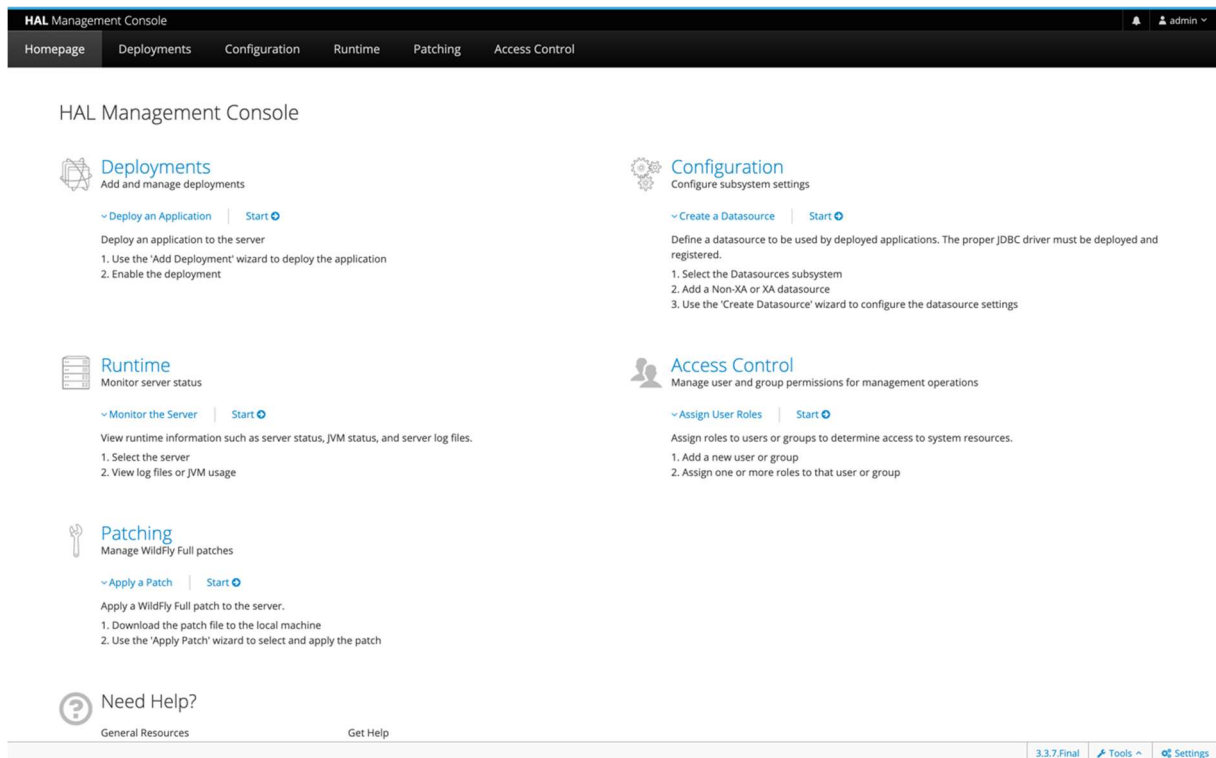 HAL Management Console
admin
Homepage Deployments Configuration Runtime Patching Access Control
HAL Management Console
Deployments
Add and manage deployments
Deploy an Application Start
Deploy an application to the server
1. Use the 'Add Deployment' wizard to deploy the application
2. Enable the deployment
Configuration
Configure subsystem settings
Create a Datasource Start
Define a datasource to be used by deployed applications. The proper JDBC driver must be deployed and
registered.
1. Select the Datasources subsystem
2. Add a Non-XA or XA datasource
3. Use the 'Create Datasource' wizard to configure the datasource settings
Runtime
Monitor server status
Monitor the Server Start
View runtime information such as server status, JVM status, and server log files.
1. Select the server
2. View log files or JVM usage
Access Control
Manage user and group permissions for management operations
Assign User Roles Start
Assign roles to users or groups to determine access to system resources.
1. Add a new user or group
2. Assign one or more roles to that user or group
Patching
Manage WildFly Full patches
Apply a Patch Start
Apply a WildFly Full patch to the server.
1. Download the patch file to the local machine
2. Use the 'Apply Patch' wizard to select and apply the patch
Need Help?
General Resources Get Help
3.3.7.Final Tools Settings